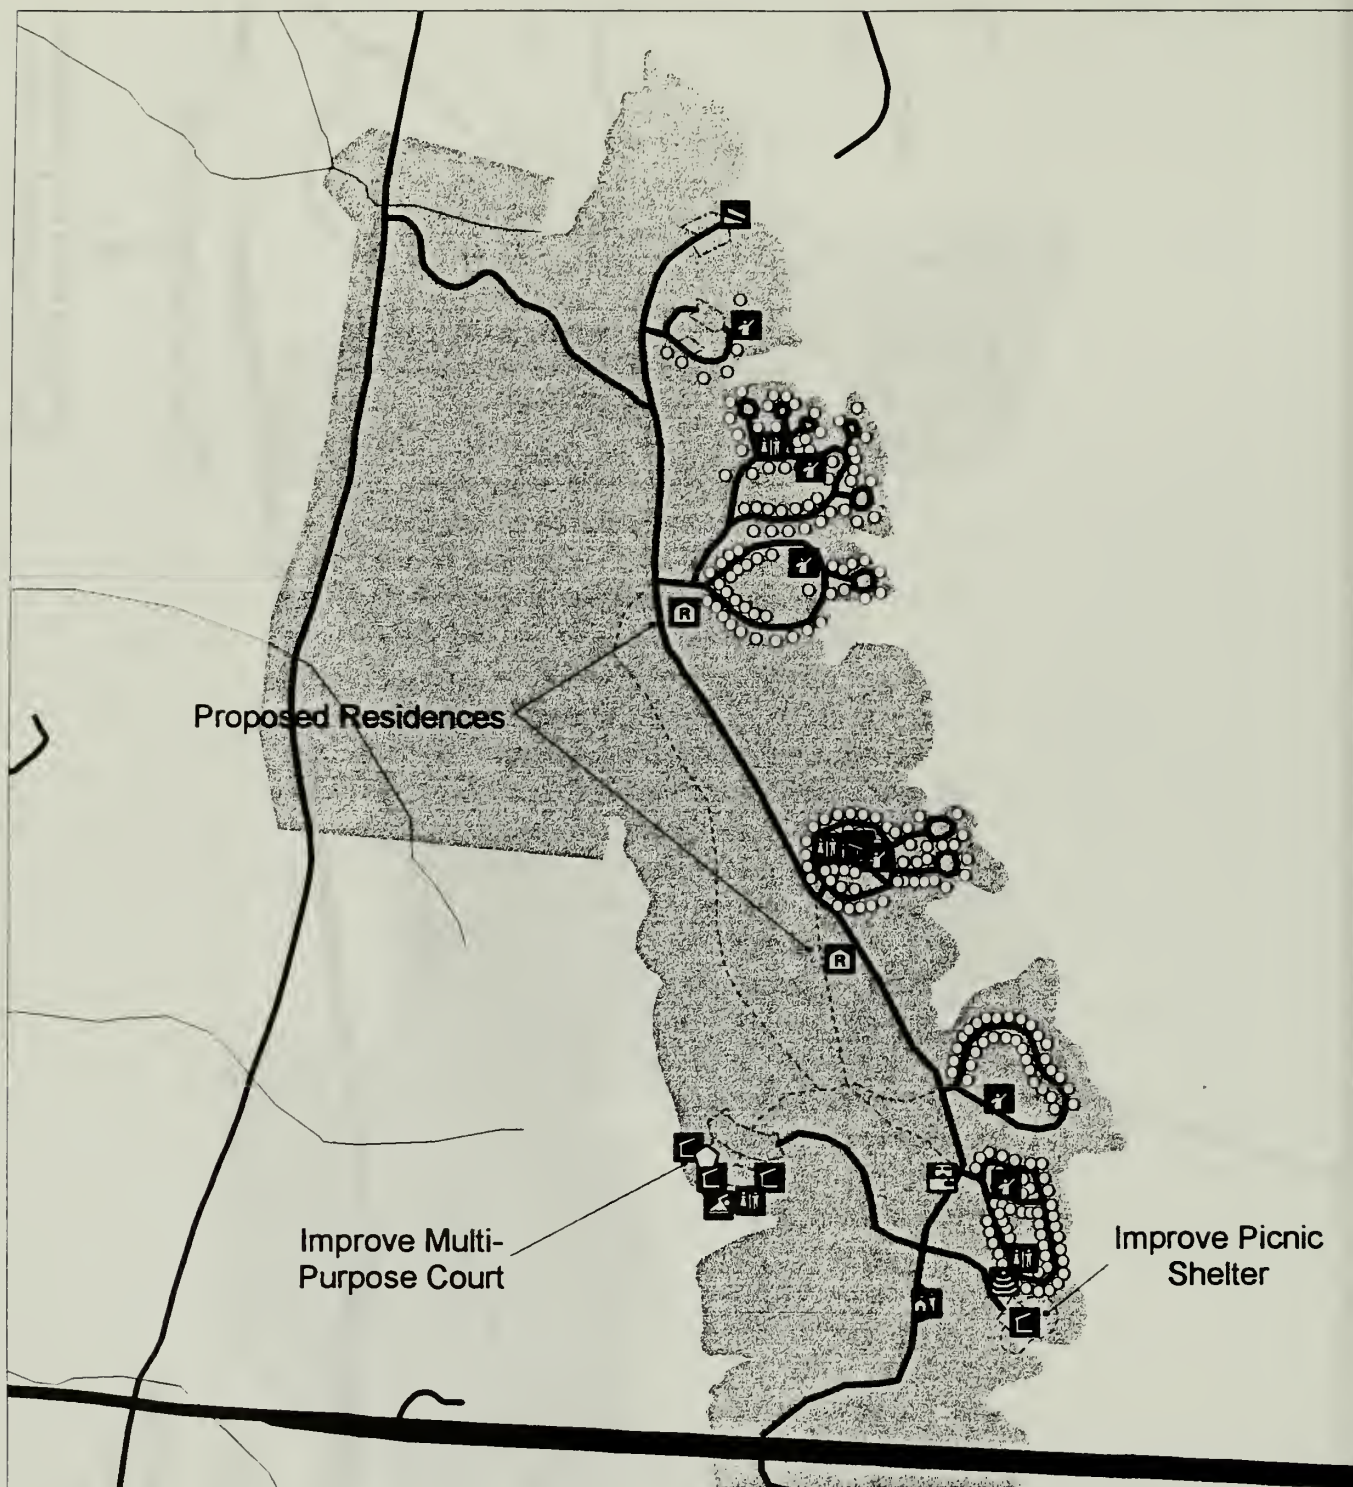 R
Proposed Residences
R
Improve Multi-
Purpose Court
Improve Picnic
Shelter